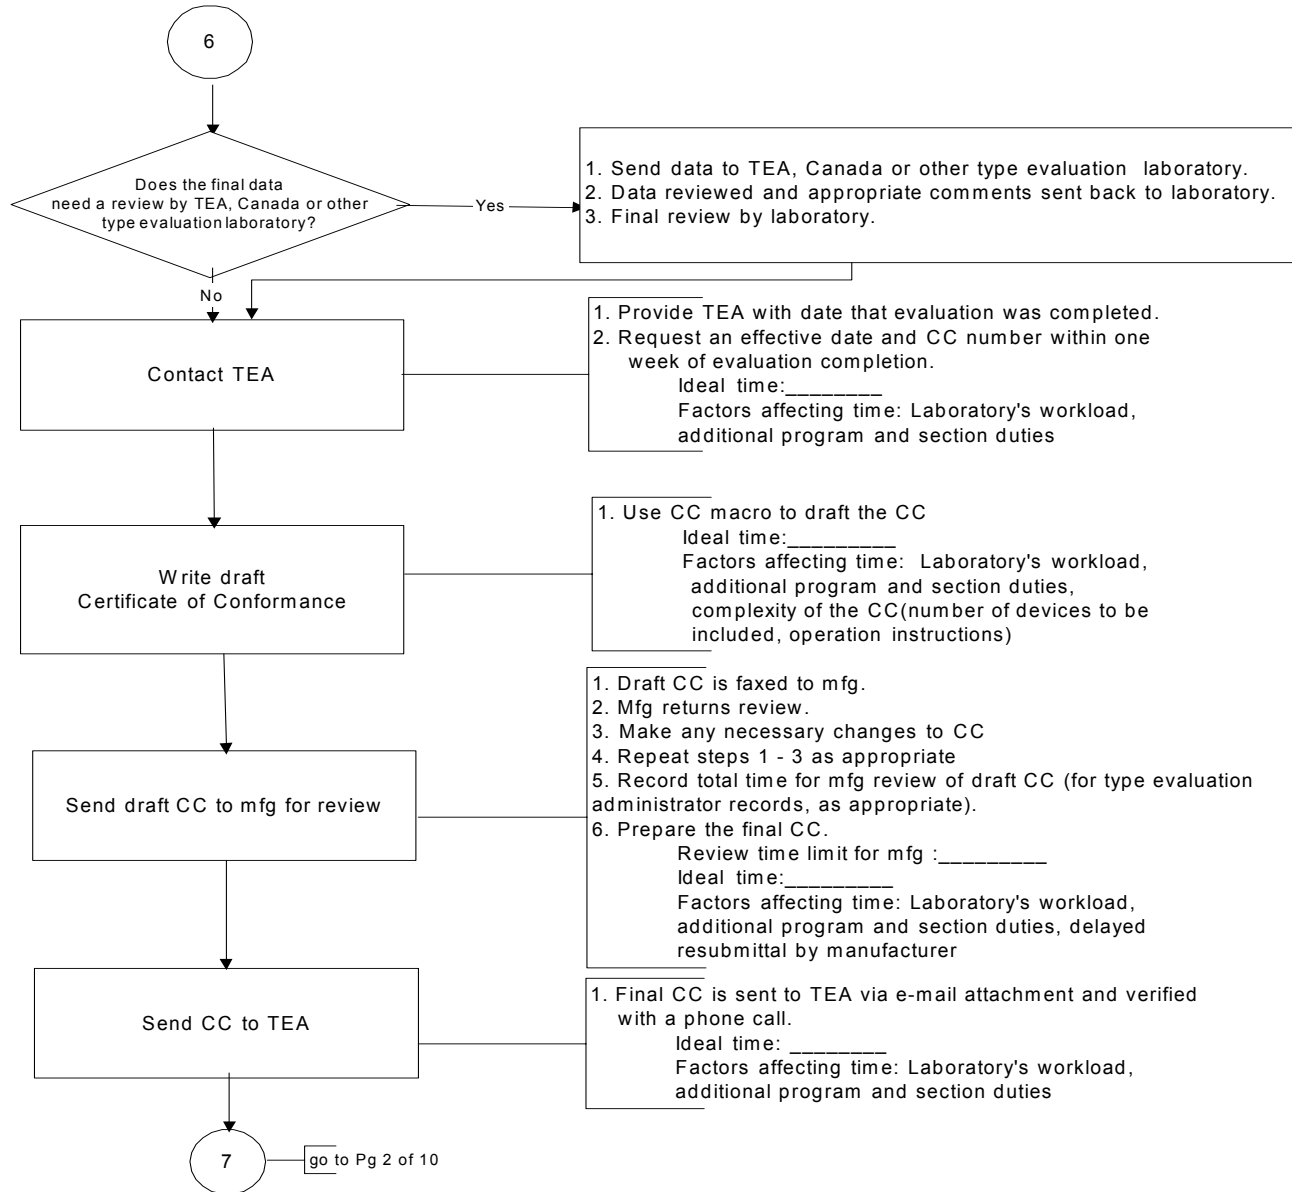 6
Does the final data
need a review by TEA, Canada or other
type evaluation laboratory?
Yes
1. Send data to TEA, Canada or other type evaluation laboratory.
2. Data reviewed and appropriate comments sent back to laboratory.
3. Final review by laboratory.
No
Contact TEA
1. Provide TEA with date that evaluation was completed.
2. Request an effective date and CC number within one
week of evaluation completion.
Ideal time:________
Factors affecting time: Laboratory's workload,
additional program and section duties
Write draft
Certificate of Conformance
1. Use CC macro to draft the CC
Ideal time:_________
Factors affecting time: Laboratory's workload,
additional program and section duties,
complexity of the CC(number of devices to be
included, operation instructions)
Send draft CC to mfg for review
1. Draft CC is faxed to mfg.
2. Mfg returns review.
3. Make any necessary changes to CC
4. Repeat steps 1 - 3 as appropriate
5. Record total time for mfg review of draft CC (for type evaluation
administrator records, as appropriate).
6. Prepare the final CC.
Review time limit for mfg :_________
Ideal time:_________
Factors affecting time: Laboratory's workload,
additional program and section duties, delayed
resubmittal by manufacturer
Send CC to TEA
1. Final CC is sent to TEA via e-mail attachment and verified
with a phone call.
Ideal time: ________
Factors affecting time: Laboratory's workload,
additional program and section duties
7
go to Pg 2 of 10